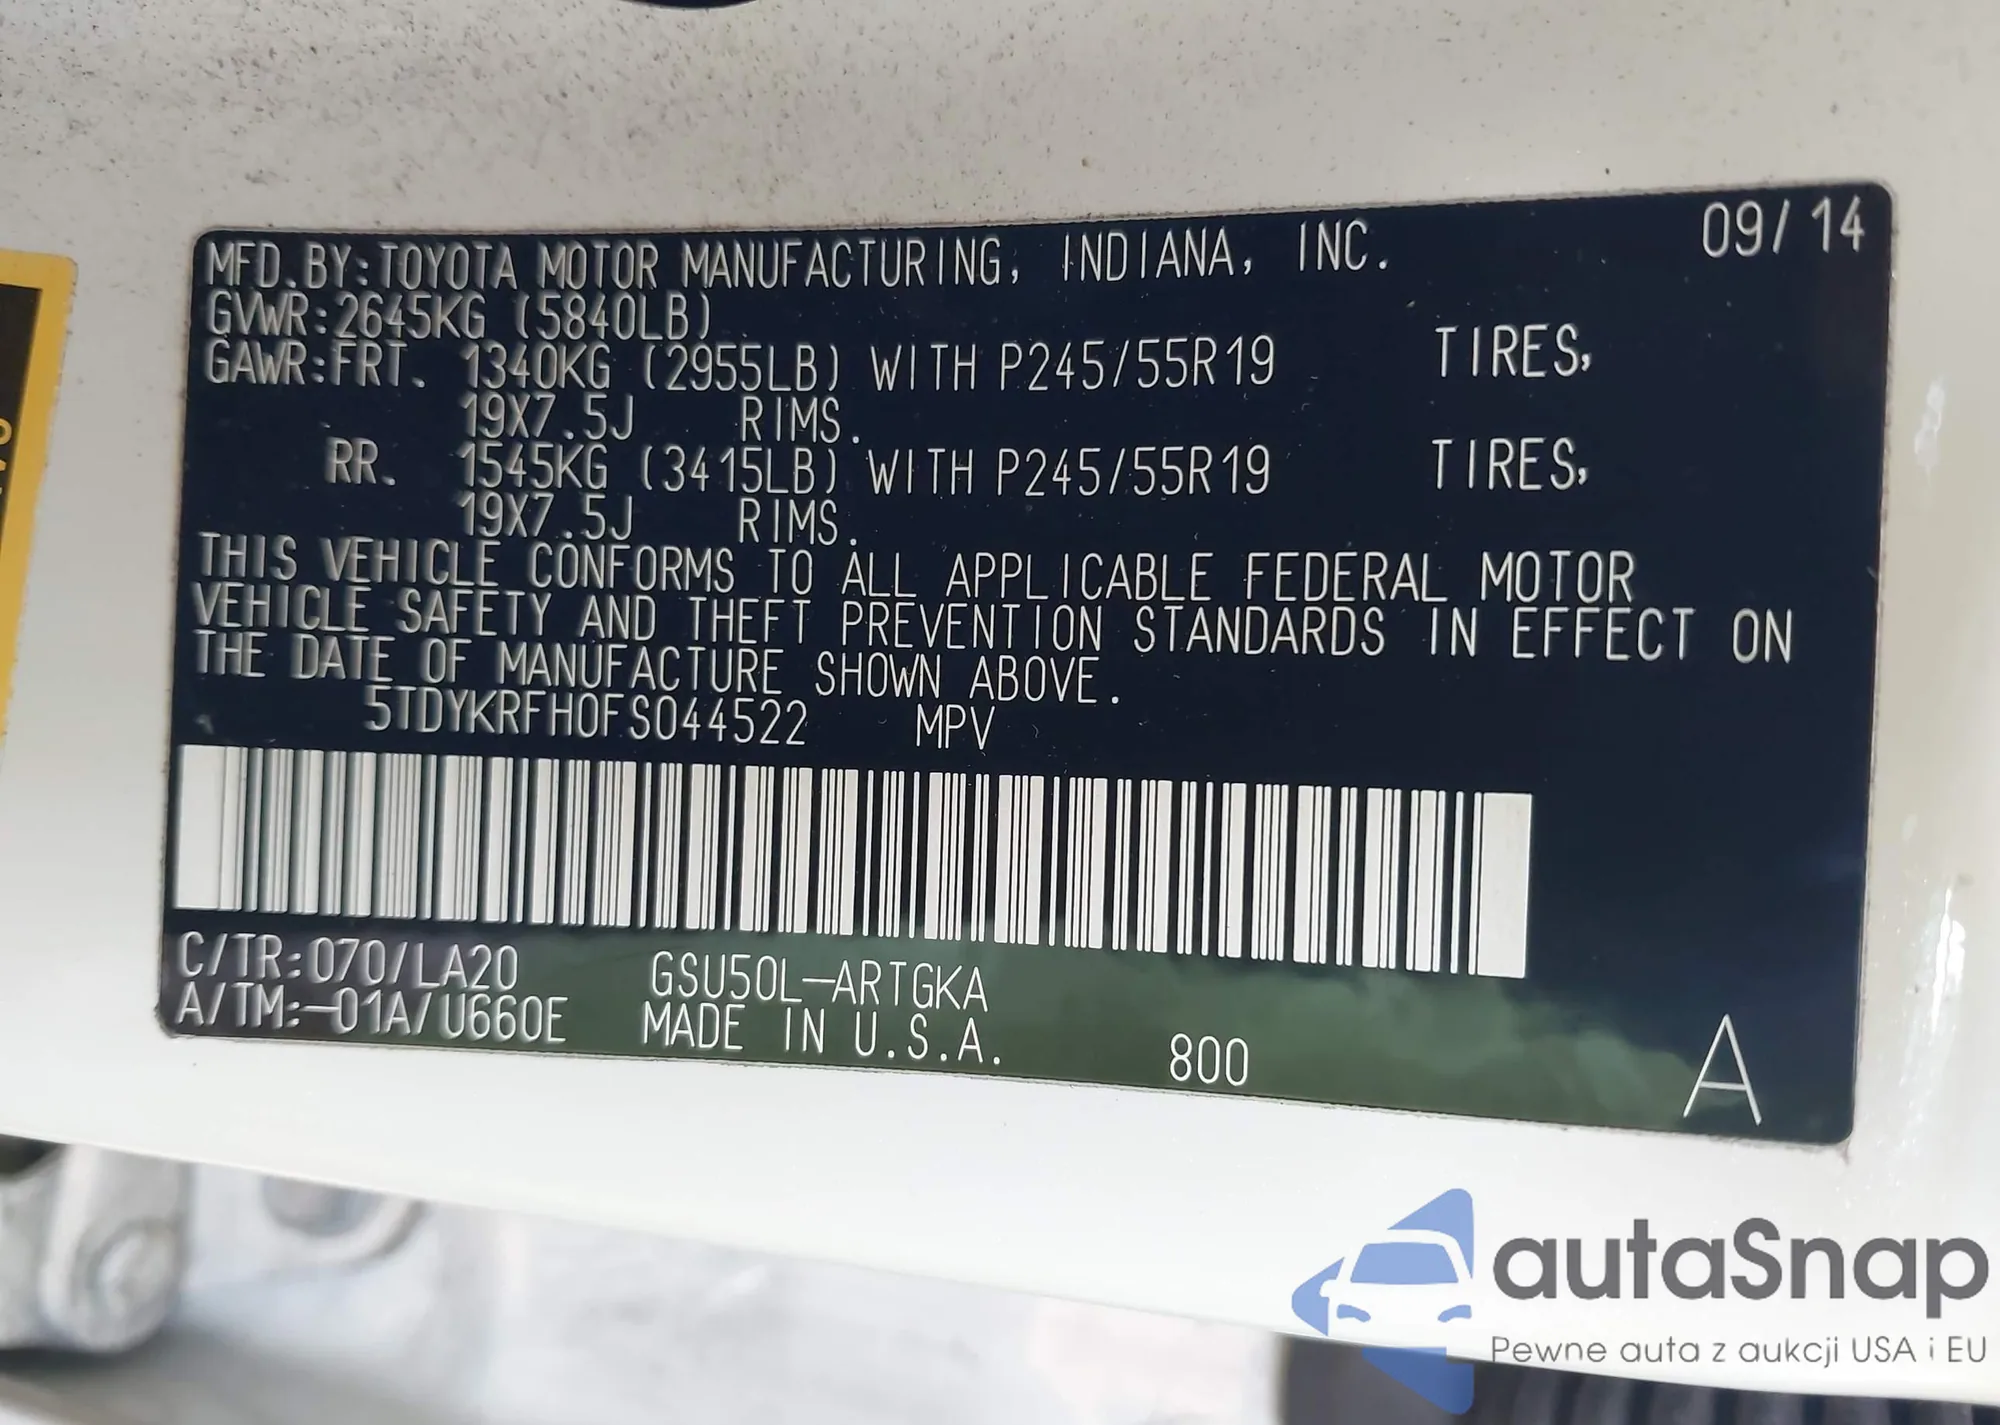 09/14
MFD.BY:TOYOTA MOTOR MANUFACTURING, INDIANA, INC.
GVWR:2645KG (5840LB)
GAWR:FRT. 1340KG (2955LB) WITH P245/55R19 TIRES,
19X7.5J RIMS.
RR. 1545KG (3415LB) WITH P245/55R19 TIRES,
19X7.5J RIMS.
THIS VEHICLE CONFORMS TO ALL APPLICABLE FEDERAL MOTOR
VEHICLE SAFETY AND THEFT PREVENTION STANDARDS IN EFFECT ON
THE DATE OF MANUFACTURE SHOWN ABOVE.
5TDYKRFH0FS044522 MPV
C/TR:070/LA20 GSU50L-ARTGKA
A/TM:-01A/U660E MADE IN U.S.A. 800 A
autaSnap
Pewne auta z aukcji USA i EU